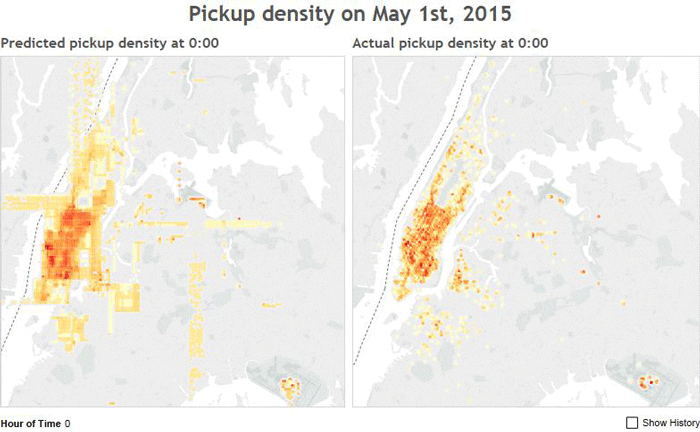 Pickup density on May 1st, 2015
Predicted pickup density at 0:00
Actual pickup density at 0:00
Hour of Time 0
Show History